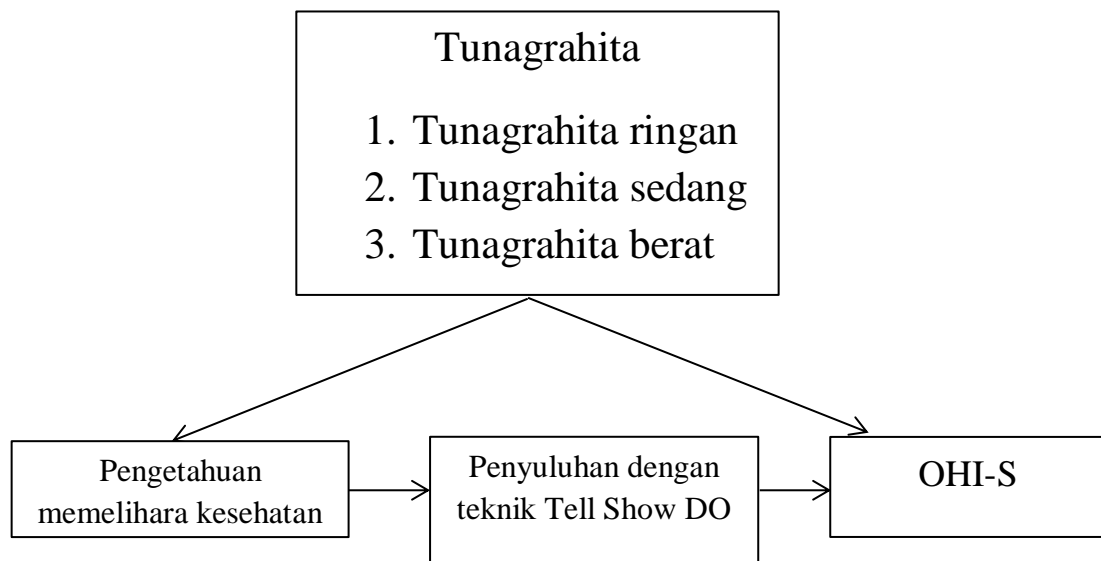 Tunagrahita
1. Tunagrahita ringan
2. Tunagrahita sedang
3. Tunagrahita berat
Pengetahuan
memelihara kesehatan
Penyuluhan dengan
teknik Tell Show DO
OHI-S